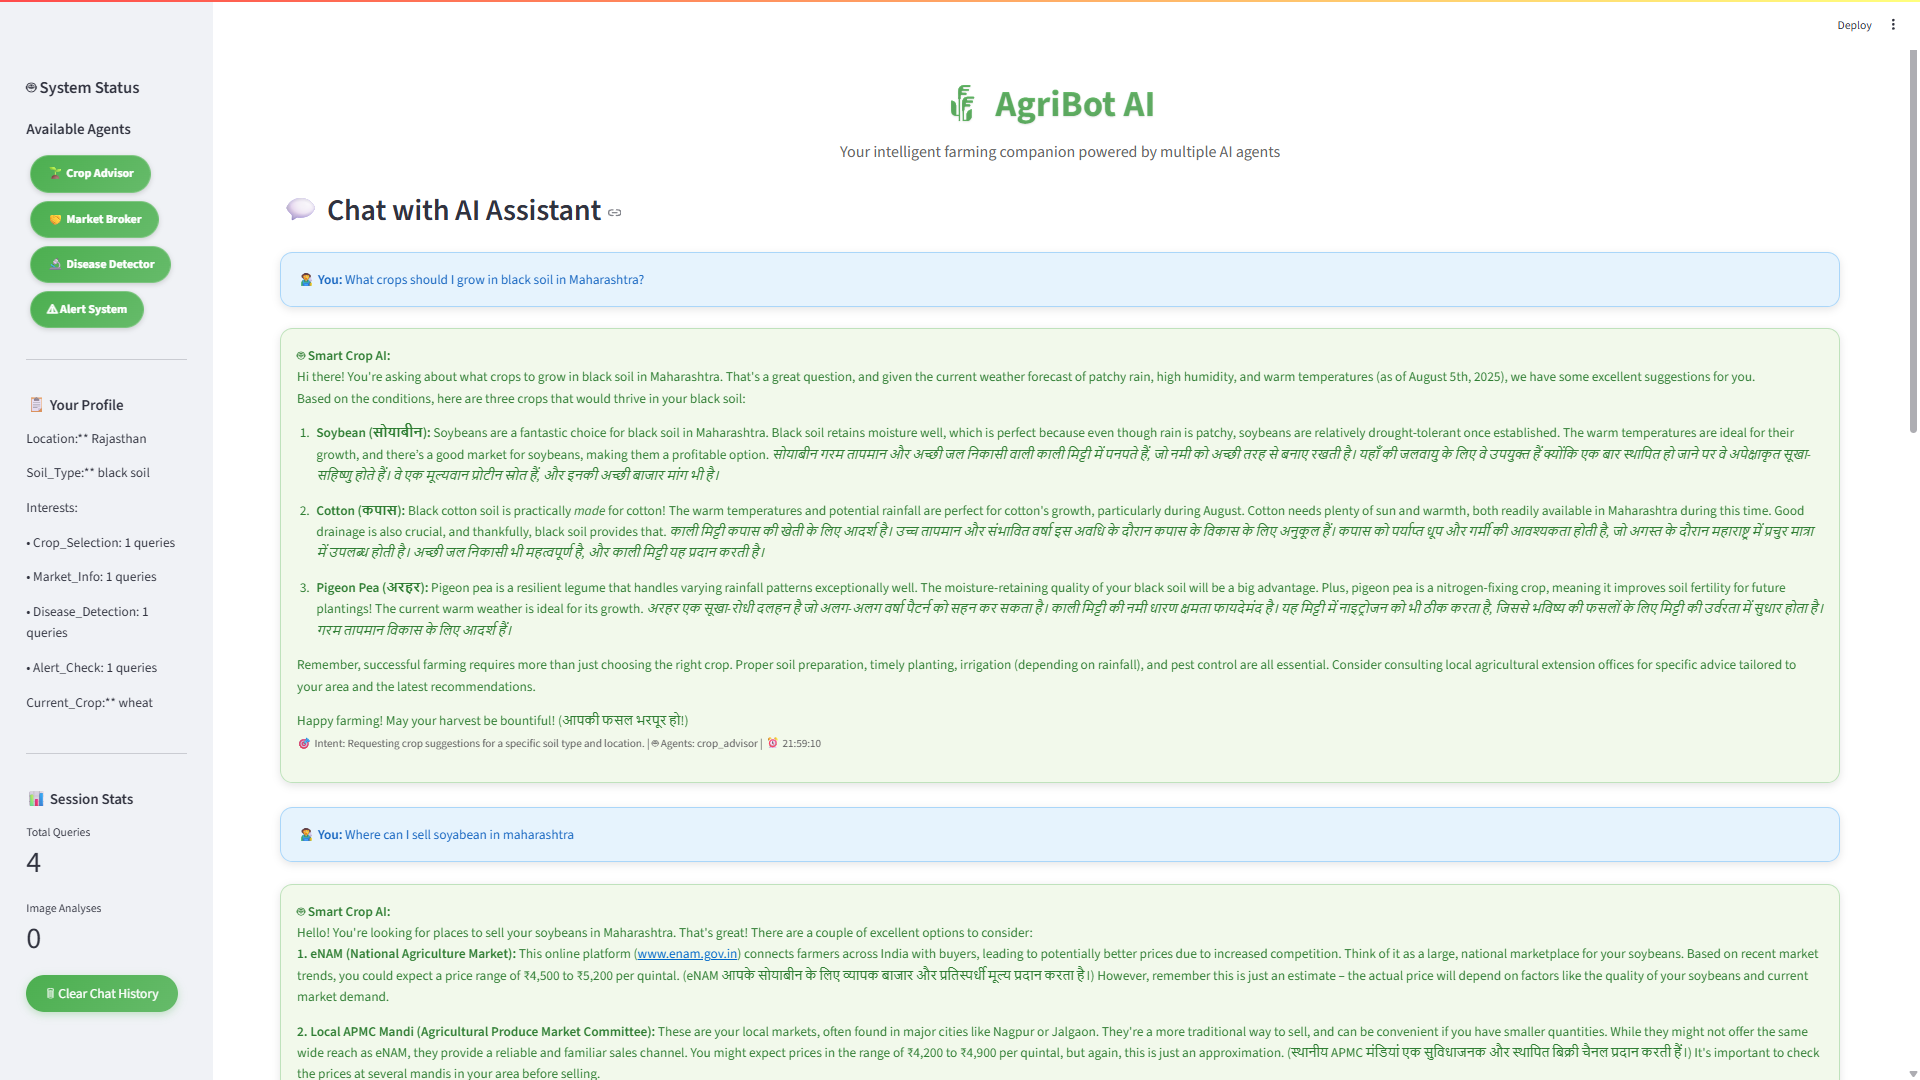 Deploy
System Status
Available Agents
Crop Advisor
Market Broker
Disease Detector
Alert System
Your Profile
Location:** Rajasthan
Soil_Type:** black soil
Interests:
• Crop_Selection: 1 queries
• Market_Info: 1 queries
• Disease_Detection: 1
queries
• Alert_Check: 1 queries
Current_Crop:** wheat
Session Stats
Total Queries
4
Image Analyses
0
Clear Chat History
AgriBot AI
Your intelligent farming companion powered by multiple AI agents
Chat with AI Assistant
You: What crops should I grow in black soil in Maharashtra?
Smart Crop AI:
Hi there! You're asking about what crops to grow in black soil in Maharashtra. That's a great question, and given the current weather forecast of patchy rain, high humidity, and warm temperatures (as of August 5th, 2025), we have some excellent suggestions for you.
Based on the conditions, here are three crops that would thrive in your black soil:
1. Soybean (सोयाबीन): Soybeans are a fantastic choice for black soil in Maharashtra. Black soil retains moisture well, which is perfect because even though rain is patchy, soybeans are relatively drought-tolerant once established. The warm temperatures are ideal for their
growth, and there's a good market for soybeans, making them a profitable option. सोयाबीन गरम तापमान और अच्छी जल निकासी वाली काली मिट्टी में पनपते हैं, जो नमी को अच्छी तरह से बनाए रखती है। यहाँ की जलवायु के लिए वे उपयुक्त हैं क्योंकि एक बार स्थापित हो जाने पर वे अपेक्षाकृत सूखा-
सहिष्णु होते हैं। वे एक मूल्यवान प्रोटीन स्रोत हैं, और इनकी अच्छी बाजार मांग भी है।
2. Cotton (कपास): Black cotton soil is practically made for cotton! The warm temperatures and potential rainfall are perfect for cotton's growth, particularly during August. Cotton needs plenty of sun and warmth, both readily available in Maharashtra during this time. Good
drainage is also crucial, and thankfully, black soil provides that. काली मिट्टी कपास की खेती के लिए आदर्श है। उच्च तापमान और संभावित वर्षा इस अवधि के दौरान कपास के विकास के लिए अनुकूल हैं। कपास को पर्याप्त धूप और गर्मी की आवश्यकता होती है, जो अगस्त के दौरान महाराष्ट्र में प्रचुर मात्रा
में उपलब्ध होती है। अच्छी जल निकासी भी महत्वपूर्ण है, और काली मिट्टी यह प्रदान करती है।
3. Pigeon Pea (अरहर): Pigeon pea is a resilient legume that handles varying rainfall patterns exceptionally well. The moisture-retaining quality of your black soil will be a big advantage. Plus, pigeon pea is a nitrogen-fixing crop, meaning it improves soil fertility for future
plantings! The current warm weather is ideal for its growth. अरहर एक सूखा-रोधी दलहन है जो अलग-अलग वर्षा पैटर्न को सहन कर सकता है। काली मिट्टी की नमी धारण क्षमता फायदेमंद है। यह मिट्टी में नाइट्रोजन को भी ठीक करता है, जिससे भविष्य की फसलों के लिए मिट्टी की उर्वरता में सुधार होता है।
गरम तापमान विकास के लिए आदर्श हैं।
Remember, successful farming requires more than just choosing the right crop. Proper soil preparation, timely planting, irrigation (depending on rainfall), and pest control are all essential. Consider consulting local agricultural extension offices for specific advice tailored to
your area and the latest recommendations.
Happy farming! May your harvest be bountiful! (आपकी फसल भरपूर हो!)
Intent: Requesting crop suggestions for a specific soil type and location. | Agents: crop_advisor | 21:59:10
You: Where can I sell soyabean in maharashtra
Smart Crop AI:
Hello! You're looking for places to sell your soybeans in Maharashtra. That's great! There are a couple of excellent options to consider:
1. eNAM (National Agriculture Market): This online platform (www.enam.gov.in) connects farmers across India with buyers, leading to potentially better prices due to increased competition. Think of it as a large, national marketplace for your soybeans. Based on recent market
trends, you could expect a price range of ₹4,500 to ₹5,200 per quintal. (eNAM आपके सोयाबीन के लिए व्यापक बाजार और प्रतिस्पर्धी मूल्य प्रदान करता है।) However, remember this is just an estimate – the actual price will depend on factors like the quality of your soybeans and current
market demand.
2. Local APMC Mandi (Agricultural Produce Market Committee): These are your local markets, often found in major cities like Nagpur or Jalgaon. They're a more traditional way to sell, and can be convenient if you have smaller quantities. While they might not offer the same
wide reach as eNAM, they provide a reliable and familiar sales channel. You might expect prices in the range of ₹4,200 to ₹4,900 per quintal, but again, this is just an approximation. (स्थानीय APMC मंडियां एक सुविधाजनक और स्थापित बिक्री चैनल प्रदान करती हैं।) It's important to check
the prices at several mandis in your area before selling.